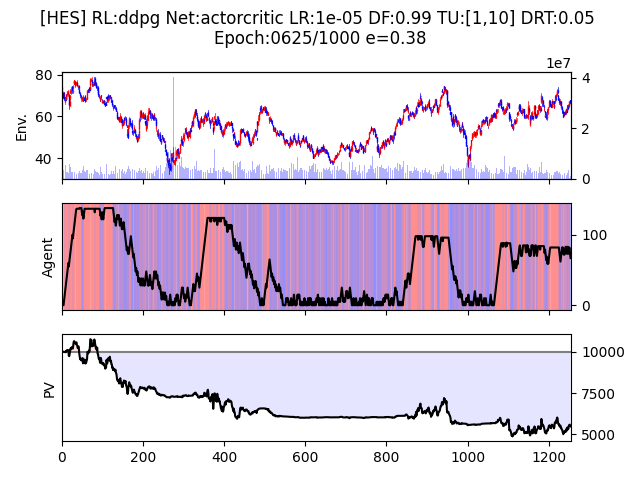 [HES] RL:ddpg Net:actorcritic LR:1e-05 DF:0.99 TU:[1,10] DRT:0.05
Epoch:0625/1000 e=0.38
1e7
80
60
40
Env.
4
2
0
Agent
100
0
PV
10000
7500
5000
0 200 400 600 800 1000 1200